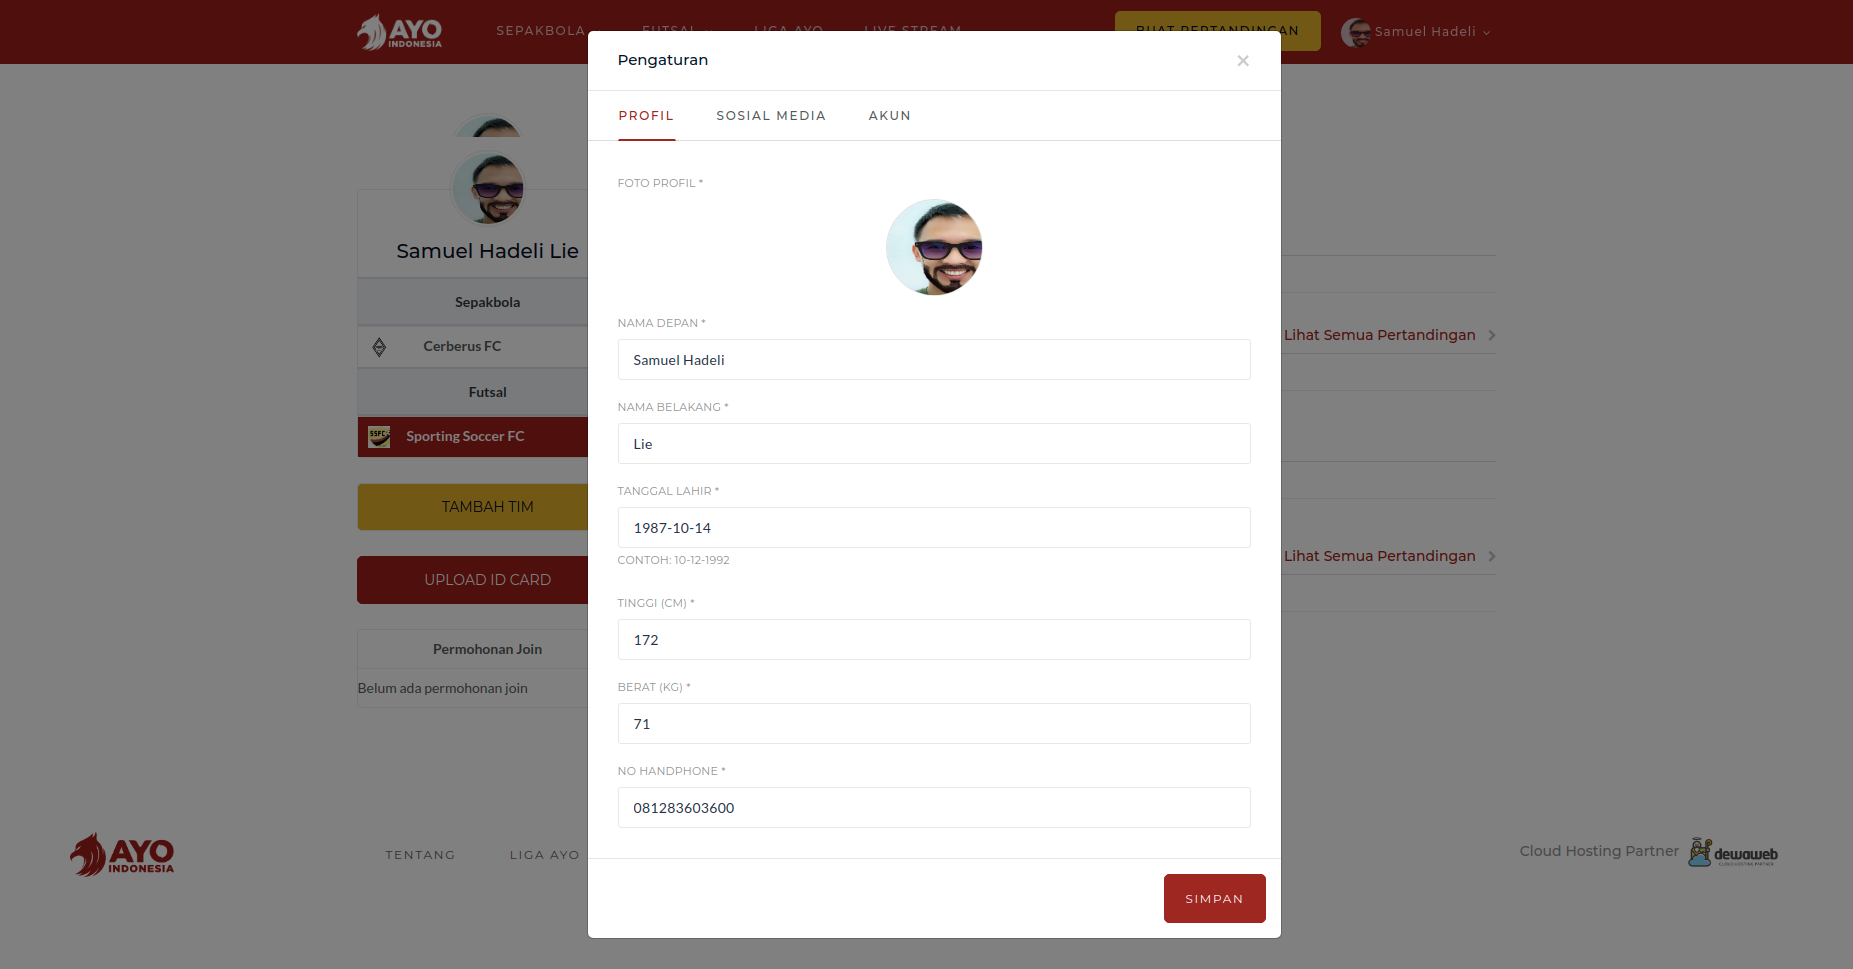 AYO
INDONESIA
SEPAKBOLA
FUTSAL
LIGA AYO
LIVE STREAM
BUAT PERTANDINGAN
Samuel Hadeli
Pengaturan
PROFIL
SOSIAL MEDIA
AKUN
FOTO PROFIL *
NAMA DEPAN *
Samuel Hadeli
NAMA BELAKANG *
Lie
TANGGAL LAHIR *
1987-10-14
CONTOH: 10-12-1992
TINGGI (CM) *
172
BERAT (KG) *
71
NO HANDPHONE *
081283603600
SIMPAN
Samuel Hadeli Lie
Sepakbola
Cerberus FC
Futsal
SSFC
Sporting Soccer FC
TAMBAH TIM
UPLOAD ID CARD
Permohonan Join
Belum ada permohonan join
Lihat Semua Pertandingan
Lihat Semua Pertandingan
AYO
INDONESIA
TENTANG
LIGA AYO
Cloud Hosting Partner
dewaweb
CLOUD HOSTING PARTNER